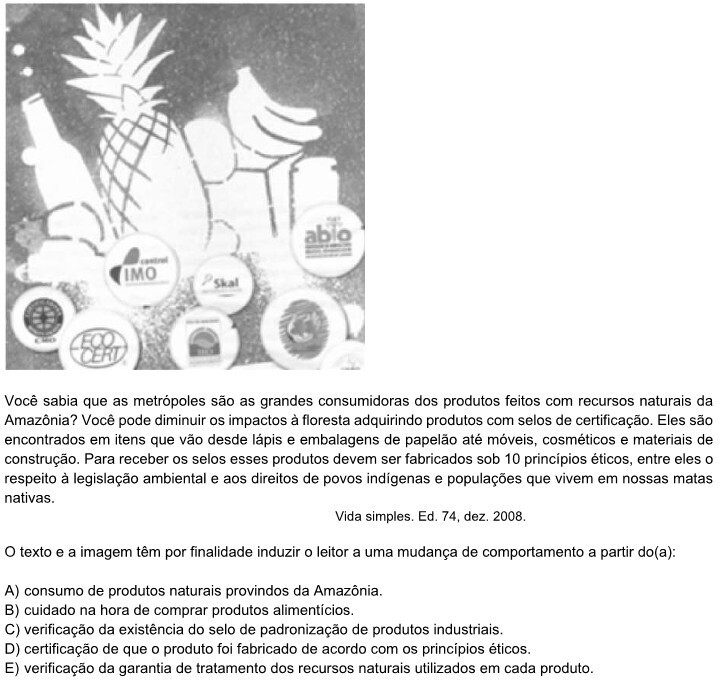 abio
control
IMO
Skal
ECO
CERT
Você sabia que as metrópoles são as grandes consumidoras dos produtos feitos com recursos naturais da
Amazônia? Você pode diminuir os impactos à floresta adquirindo produtos com selos de certificação. Eles são
encontrados em itens que vão desde lápis e embalagens de papelão até móveis, cosméticos e materiais de
construção. Para receber os selos esses produtos devem ser fabricados sob 10 princípios éticos, entre eles o
respeito à legislação ambiental e aos direitos de povos indígenas e populações que vivem em nossas matas
nativas.
Vida simples. Ed. 74, dez. 2008.
O texto e a imagem têm por finalidade induzir o leitor a uma mudança de comportamento a partir do(a):
A) consumo de produtos naturais provindos da Amazônia.
B) cuidado na hora de comprar produtos alimentícios.
C) verificação da existência do selo de padronização de produtos industriais.
D) certificação de que o produto foi fabricado de acordo com os princípios éticos.
E) verificação da garantia de tratamento dos recursos naturais utilizados em cada produto.